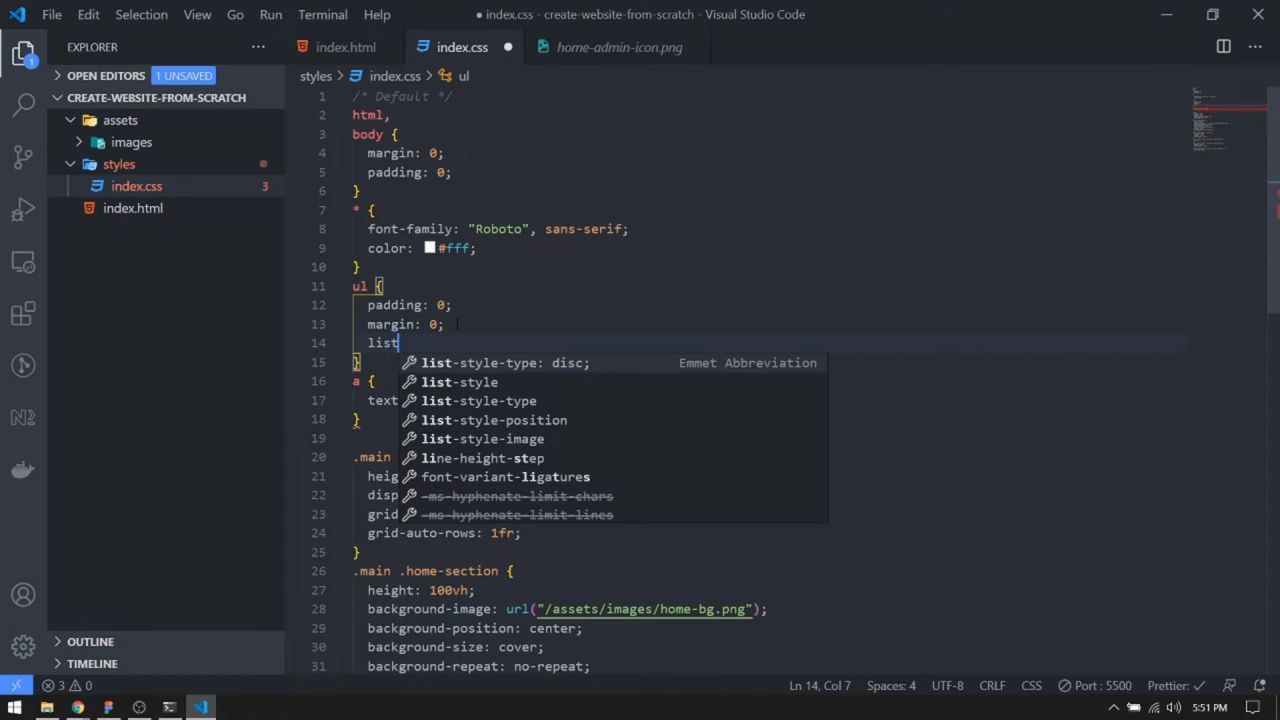 File Edit Selection View Go Run Terminal Help
● index.css - create-website-from-scratch - Visual Studio Code
EXPLORER
index.html
index.css
home-admin-icon.png
OPEN EDITORS 1 UNSAVED
CREATE-WEBSITE-FROM-SCRATCH
assets
images
styles
index.css 3
index.html
OUTLINE
TIMELINE
1
styles > index.css > ul
1 /* Default */
2 html,
3 body {
4 margin: 0;
5 padding: 0;
6 }
7 * {
8 font-family: "Roboto", sans-serif;
9 color: #fff;
10 }
11 ul {
12 padding: 0;
13 margin: 0;
14 list
15 }
16 a {
17 text
18 }
19
20 .main
21 heig
22 disp
23 grid
24 grid-auto-rows: 1fr;
25 }
26 .main .home-section {
27 height: 100vh;
28 background-image: url("/assets/images/home-bg.png");
29 background-position: center;
30 background-size: cover;
31 background-repeat: no-repeat;
list-style-type: disc; Emmet Abbreviation
list-style
list-style-type
list-style-position
list-style-image
line-height-step
font-variant-ligatures
-ms-hyphenate-limit-chars
-ms-hyphenate-limit-lines
3 0
Ln 14, Col 7 Spaces: 4 UTF-8 CRLF CSS Port : 5500 Prettier: ✓
5:51 PM